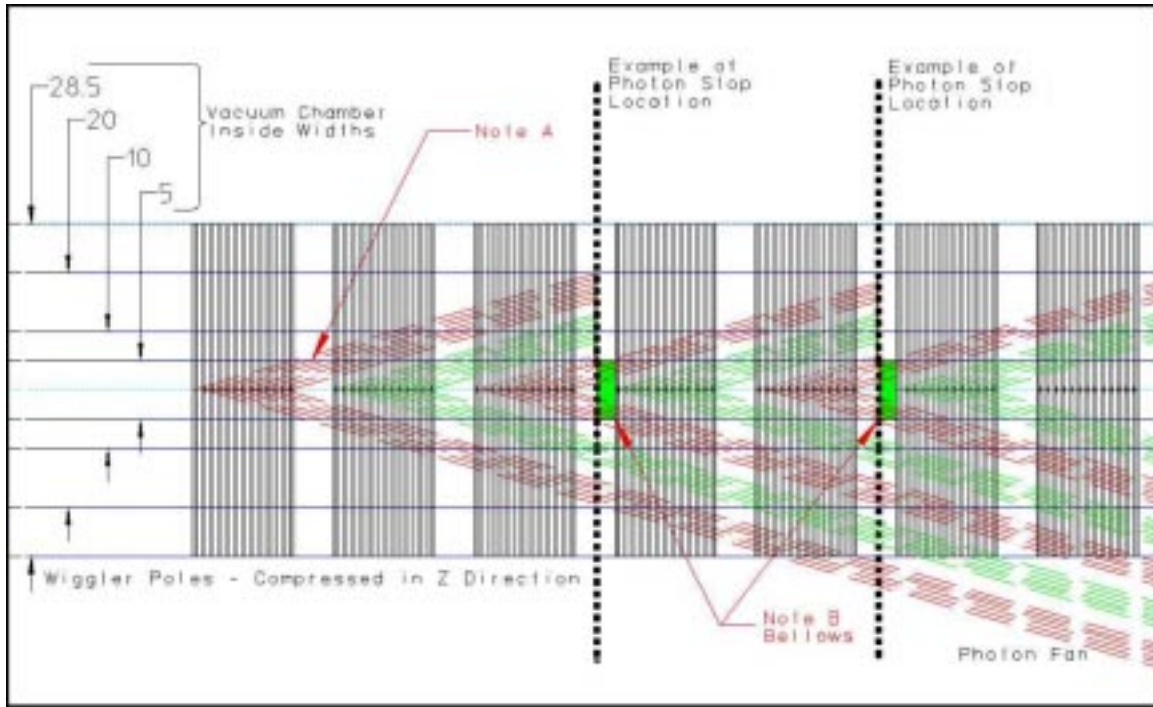 28.5
20
10
5
Vacuum Chamber
Inside Widths
Note A
Example of
Photon Stop
Location
Example of
Photon Stop
Location
Wiggler Poles - Compressed in Z Direction
Note B
Bellows
Photon Fan